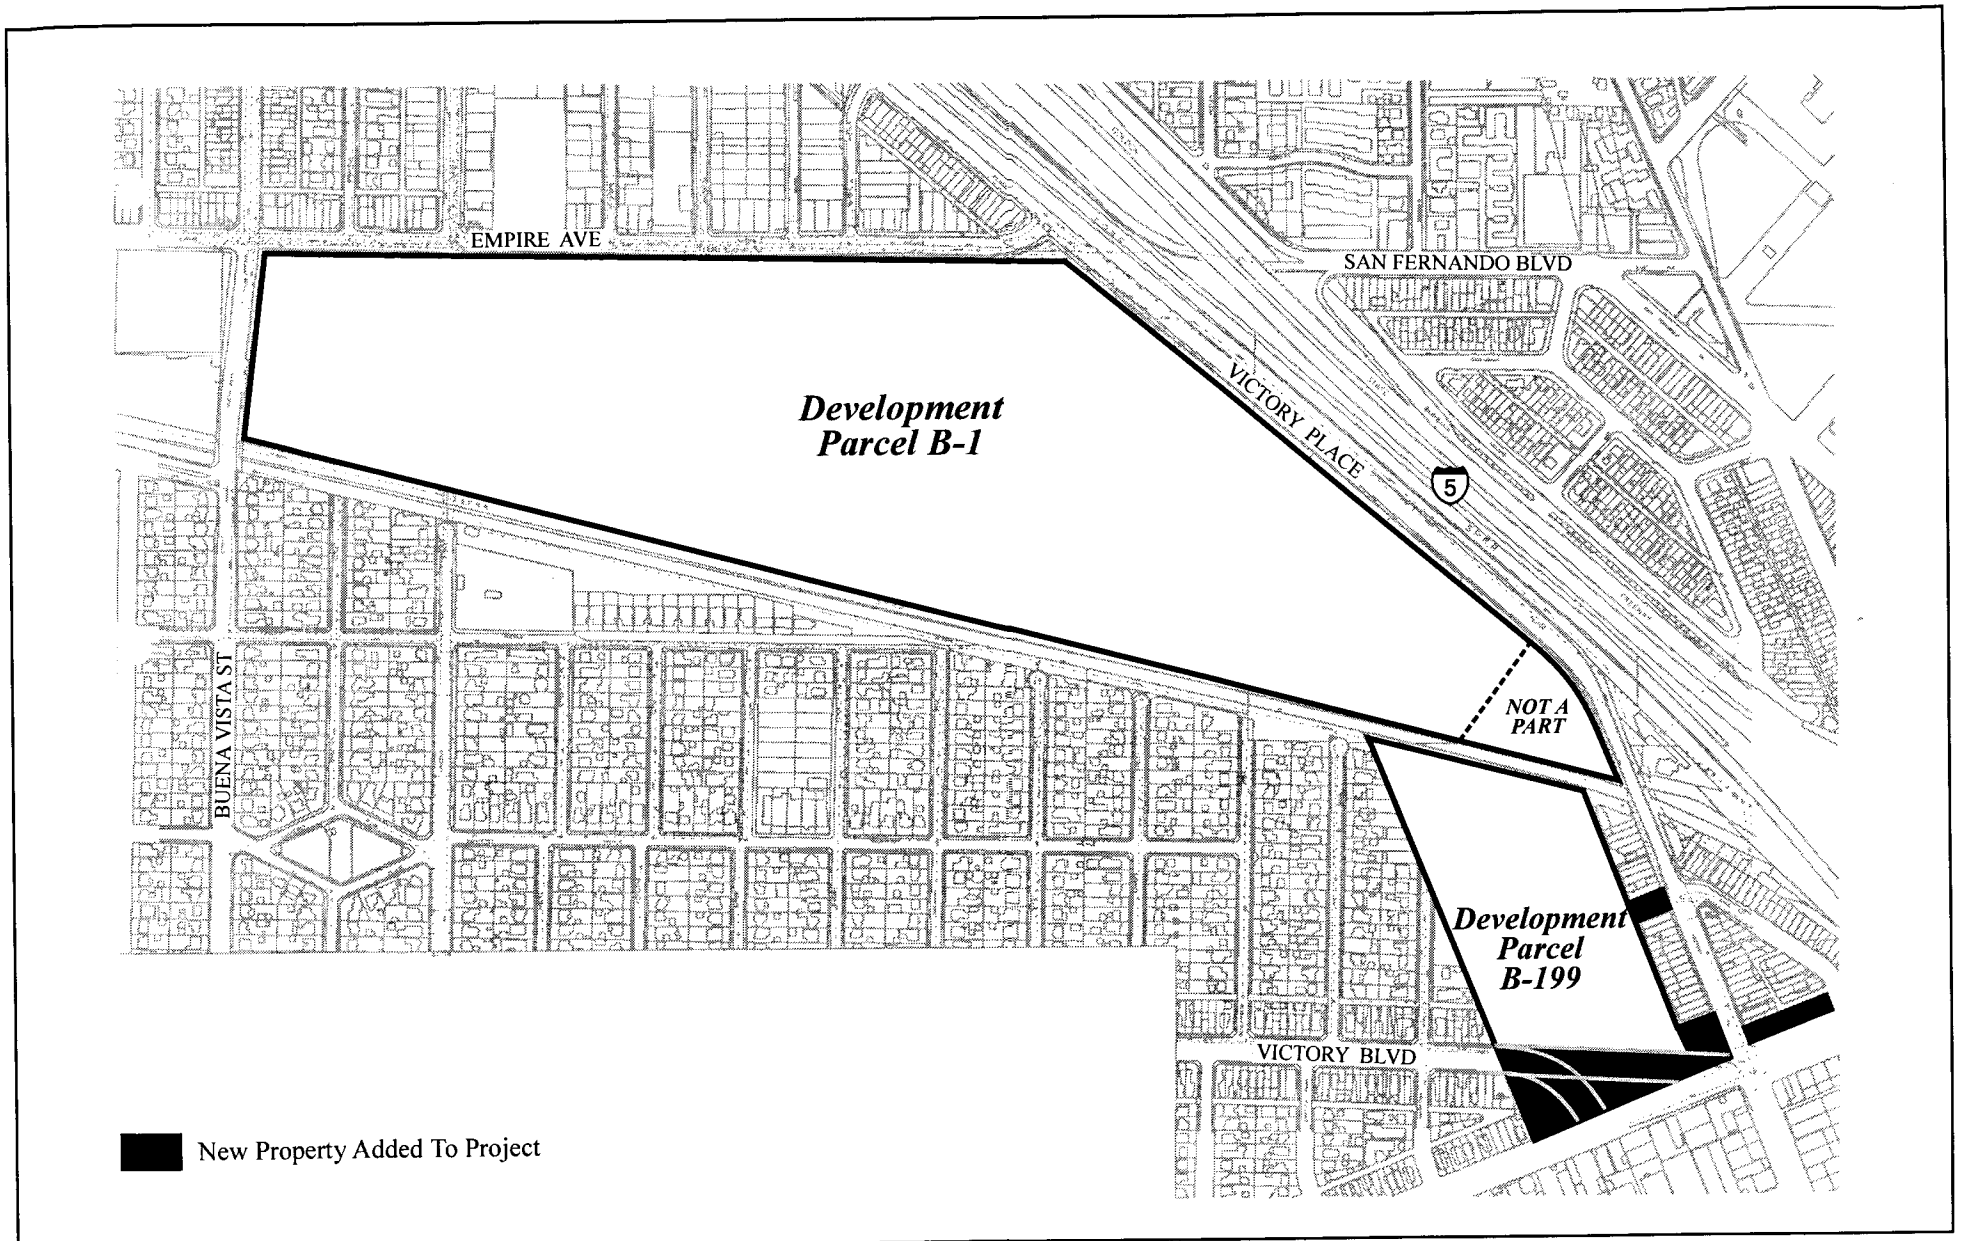 EMPIRE AVE
SAN FERNANDO BLVD
VICTORY PLACE
5
Development
Parcel B-1
NOT A
PART
BUENA VISTA ST
Development
Parcel
B-199
VICTORY BLVD
New Property Added To Project